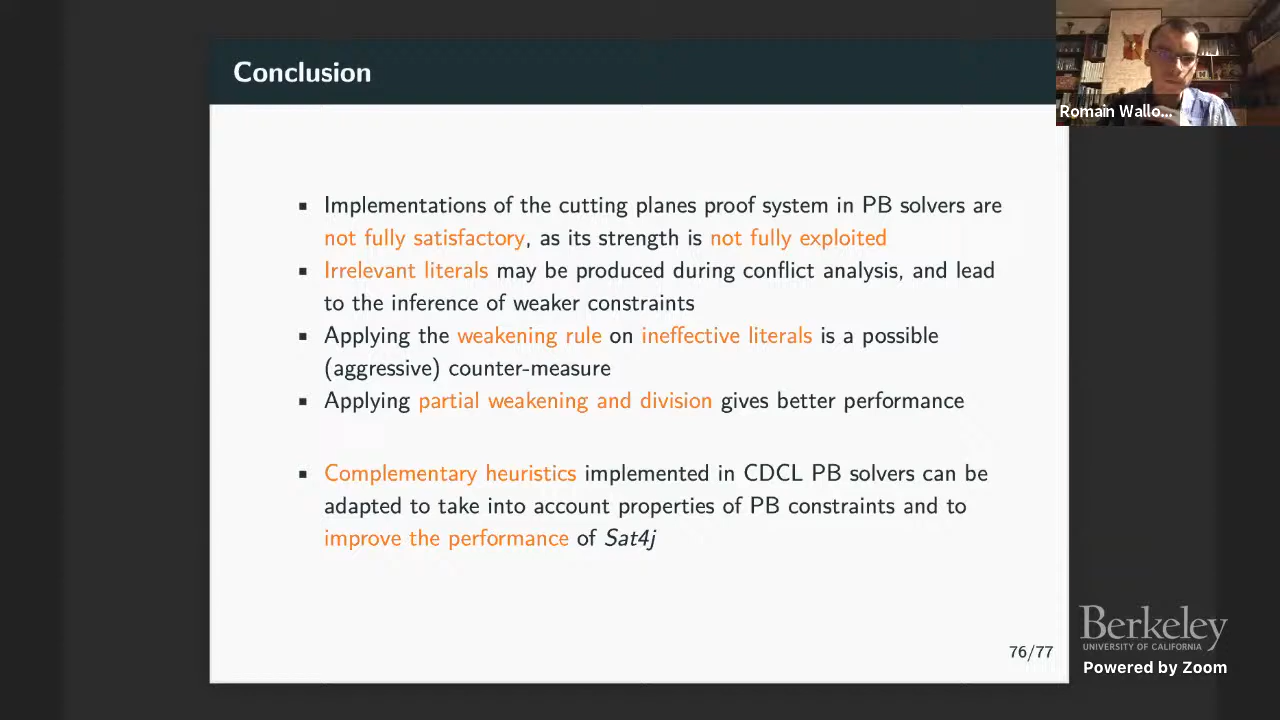 Conclusion
Romain Wallo...
▪ Implementations of the cutting planes proof system in PB solvers are
not fully satisfactory, as its strength is not fully exploited
▪ Irrelevant literals may be produced during conflict analysis, and lead
to the inference of weaker constraints
▪ Applying the weakening rule on ineffective literals is a possible
(aggressive) counter-measure
▪ Applying partial weakening and division gives better performance
▪ Complementary heuristics implemented in CDCL PB solvers can be
adapted to take into account properties of PB constraints and to
improve the performance of Sat4j
76/77
Berkeley
UNIVERSITY OF CALIFORNIA
Powered by Zoom